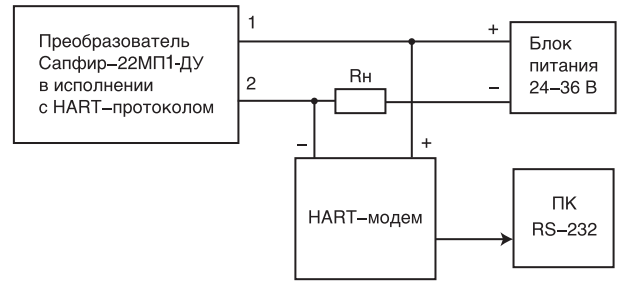 Преобразователь
Сапфир–22МП1-ДУ
в исполнении
с HART–протоколом
1
2
Rн
+
–
Блок
питания
24–36 В
–
+
HART–модем
ПК
RS–232